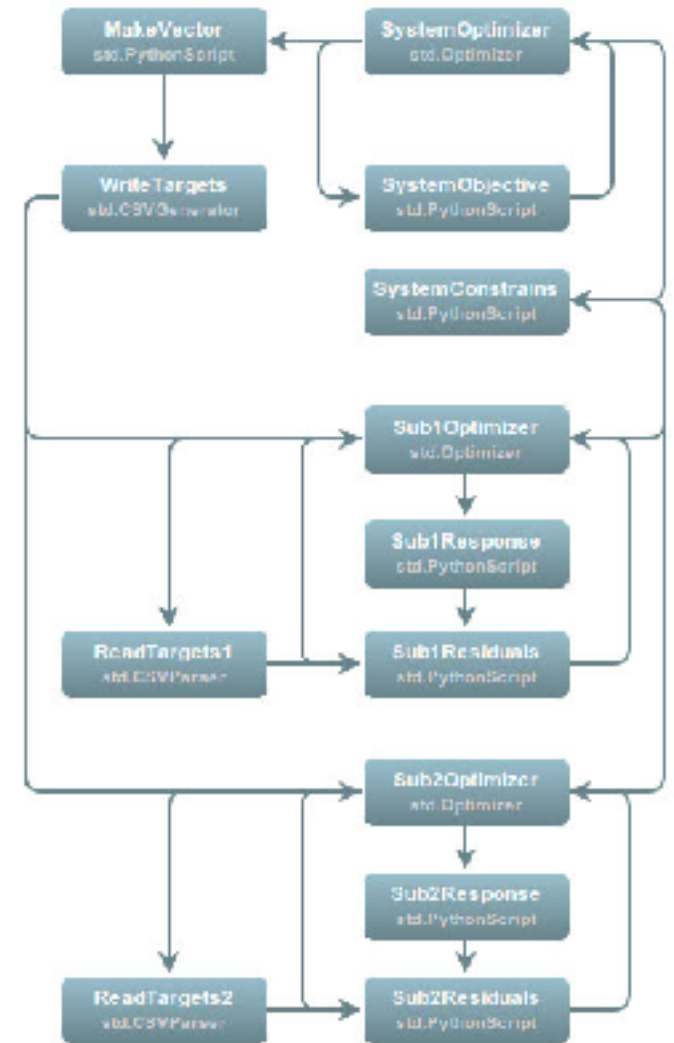 MakeVector
std.PythonScript
SystemOptimizer
std.Optimizer
WriteTargets
std.CSVGenerator
SystemObjective
std.PythonScript
SystemConstrains
std.PythonScript
Sub1Optimizer
std.Optimizer
Sub1Response
std.PythonScript
ReadTargets1
std.CSVParser
Sub1Residuals
std.PythonScript
Sub2Optimizer
std.Optimizer
Sub2Response
std.PythonScript
ReadTargets2
std.CSVParser
Sub2Residuals
std.PythonScript